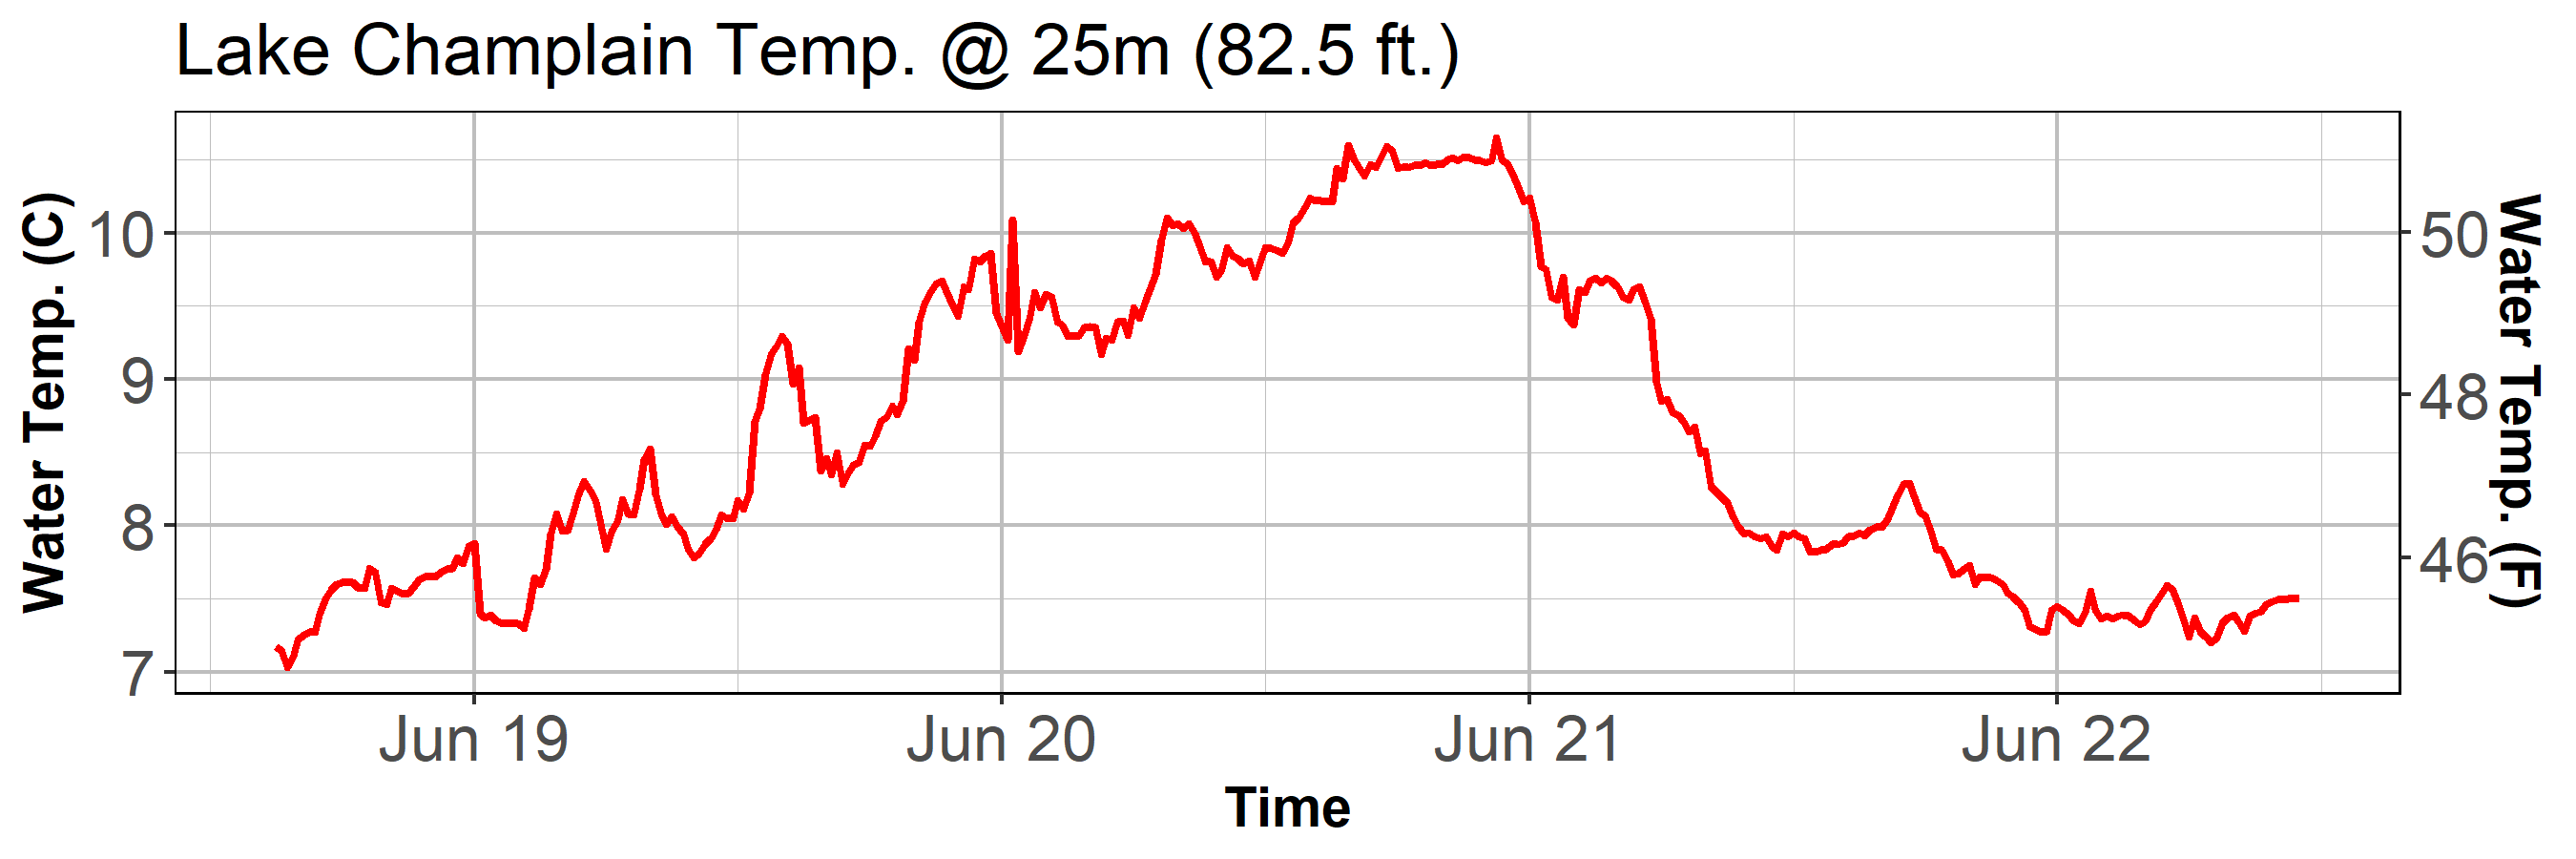 Lake Champlain Temp. @ 25m (82.5 ft.)
Water Temp. (C)
10
9
8
7
50
48
46
Water Temp. (F)
Jun 19 Jun 20 Jun 21 Jun 22
Time